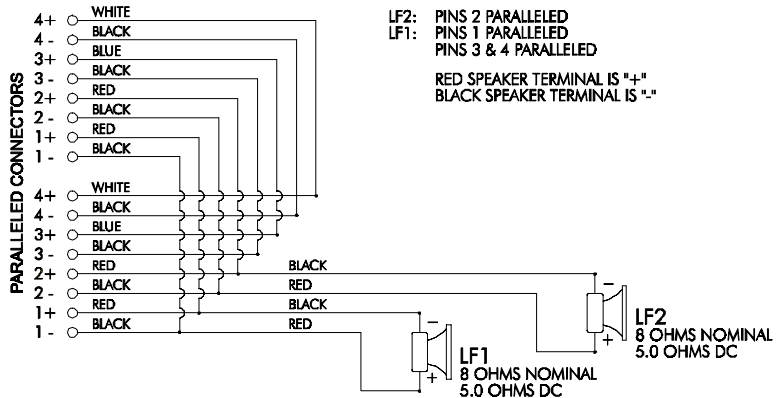 4+ WHITE
4 - BLACK
3+ BLUE
3 - BLACK
2+ RED
2 - BLACK
1+ RED
1 - BLACK
4+ WHITE
4 - BLACK
3+ BLUE
3 - BLACK
2+ RED BLACK
2 - BLACK RED
1+ RED BLACK
1 - BLACK RED
PARALLELED CONNECTORS
LF2: PINS 2 PARALLELED
LF1: PINS 1 PARALLELED
PINS 3 & 4 PARALLELED
RED SPEAKER TERMINAL IS "+"
BLACK SPEAKER TERMINAL IS "-"
−
+
LF2
8 OHMS NOMINAL
5.0 OHMS DC
−
+
LF1
8 OHMS NOMINAL
5.0 OHMS DC